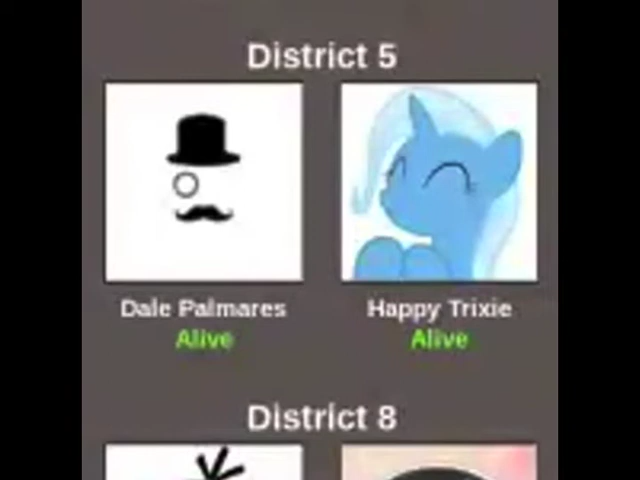 District 5
Dale Palmares
Happy Trixie
Alive
Alive
District 8